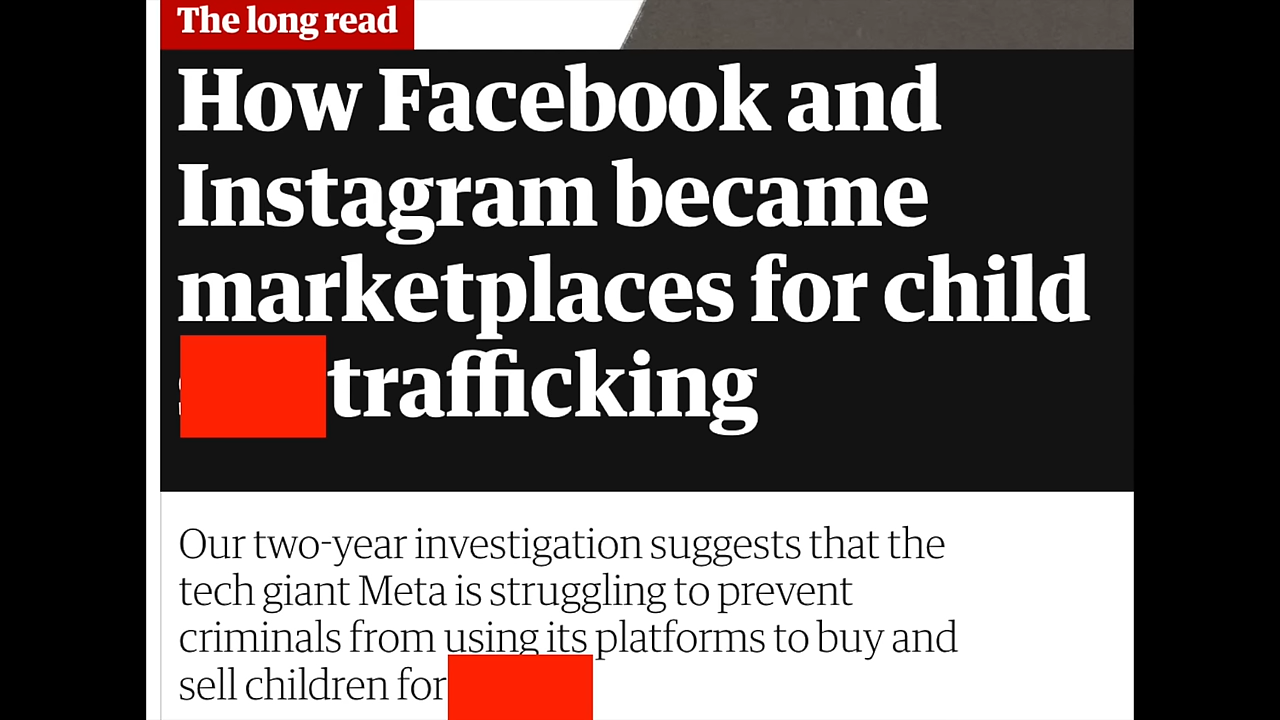 The long read
How Facebook and
Instagram became
marketplaces for child
trafficking
Our two-year investigation suggests that the
tech giant Meta is struggling to prevent
criminals from using its platforms to buy and
sell children for